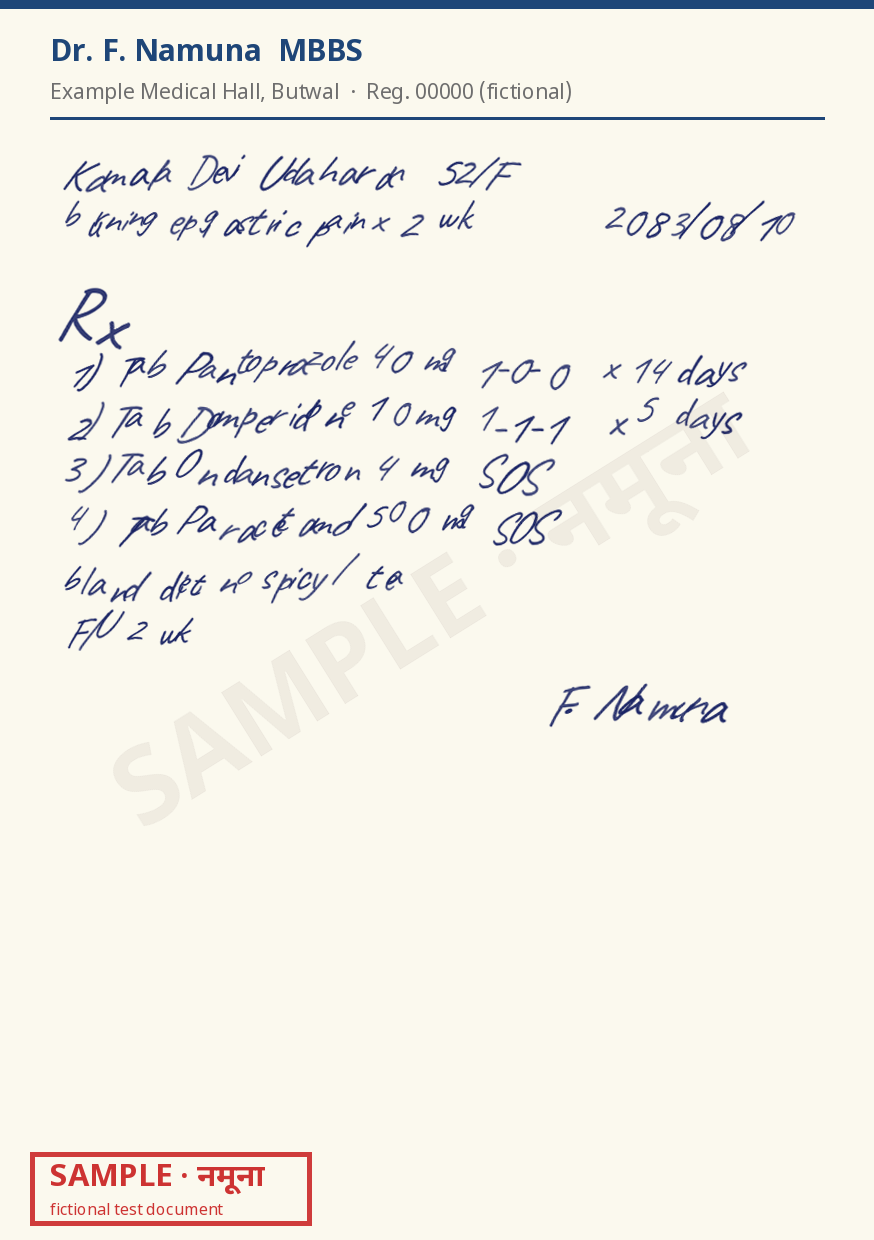 Dr. F. Namuna MBBS
Example Medical Hall, Butwal · Reg. 00000 (fictional)
Kamala Devi Udaharan 52/F
burning epigastric pain x 2 wk 2083/08/10
Rx
1) Tab Pantoprazole 40 mg 1-0-0 x 14 days
2) Tab Domperidone 10mg 1-1-1 x 5 days
3) Tab Ondansetron 4 mg SOS
4) Tab Paracetamol 500 mg SOS
bland diet no spicy/tea
F/U 2 wk
F. Namuna
SAMPLE · नमूना
SAMPLE · नमूना
fictional test document